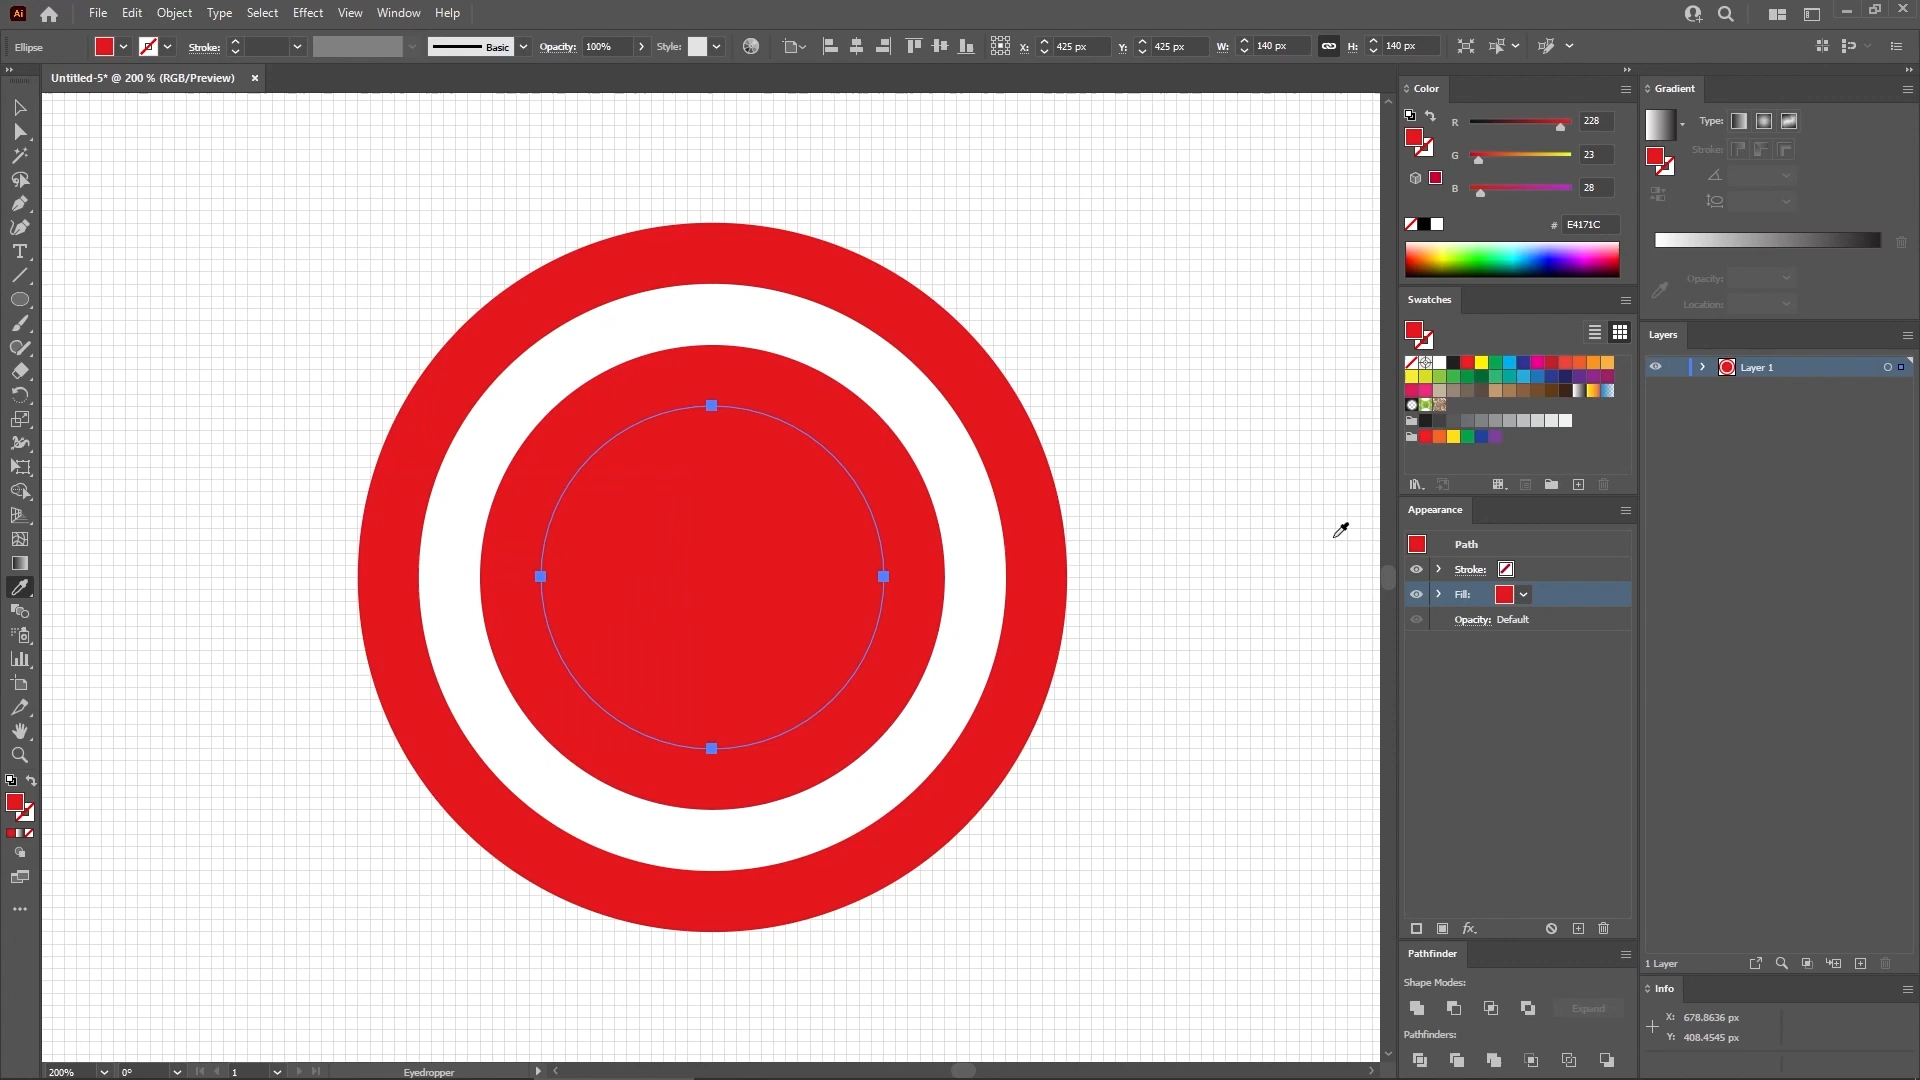 Ai File Edit Object Type Select Effect View Window Help
Ellipse Stroke: Basic Opacity: 100% Style: X: 425 px Y: 425 px W: 140 px H: 140 px
Untitled-5* @ 200 % (RGB/Preview)
Color
R 228
G 23
B 28
# E4171C
Swatches
Appearance
Path
Stroke:
Fill:
Opacity: Default
fx.
Pathfinder
Shape Modes:
Expand
Pathfinders:
Gradient
Type:
Stroke:
Opacity:
Location:
Layers
Layer 1
1 Layer
Info
X: 678.8636 px
Y: 408.4545 px
200% 0° 1 Eyedropper